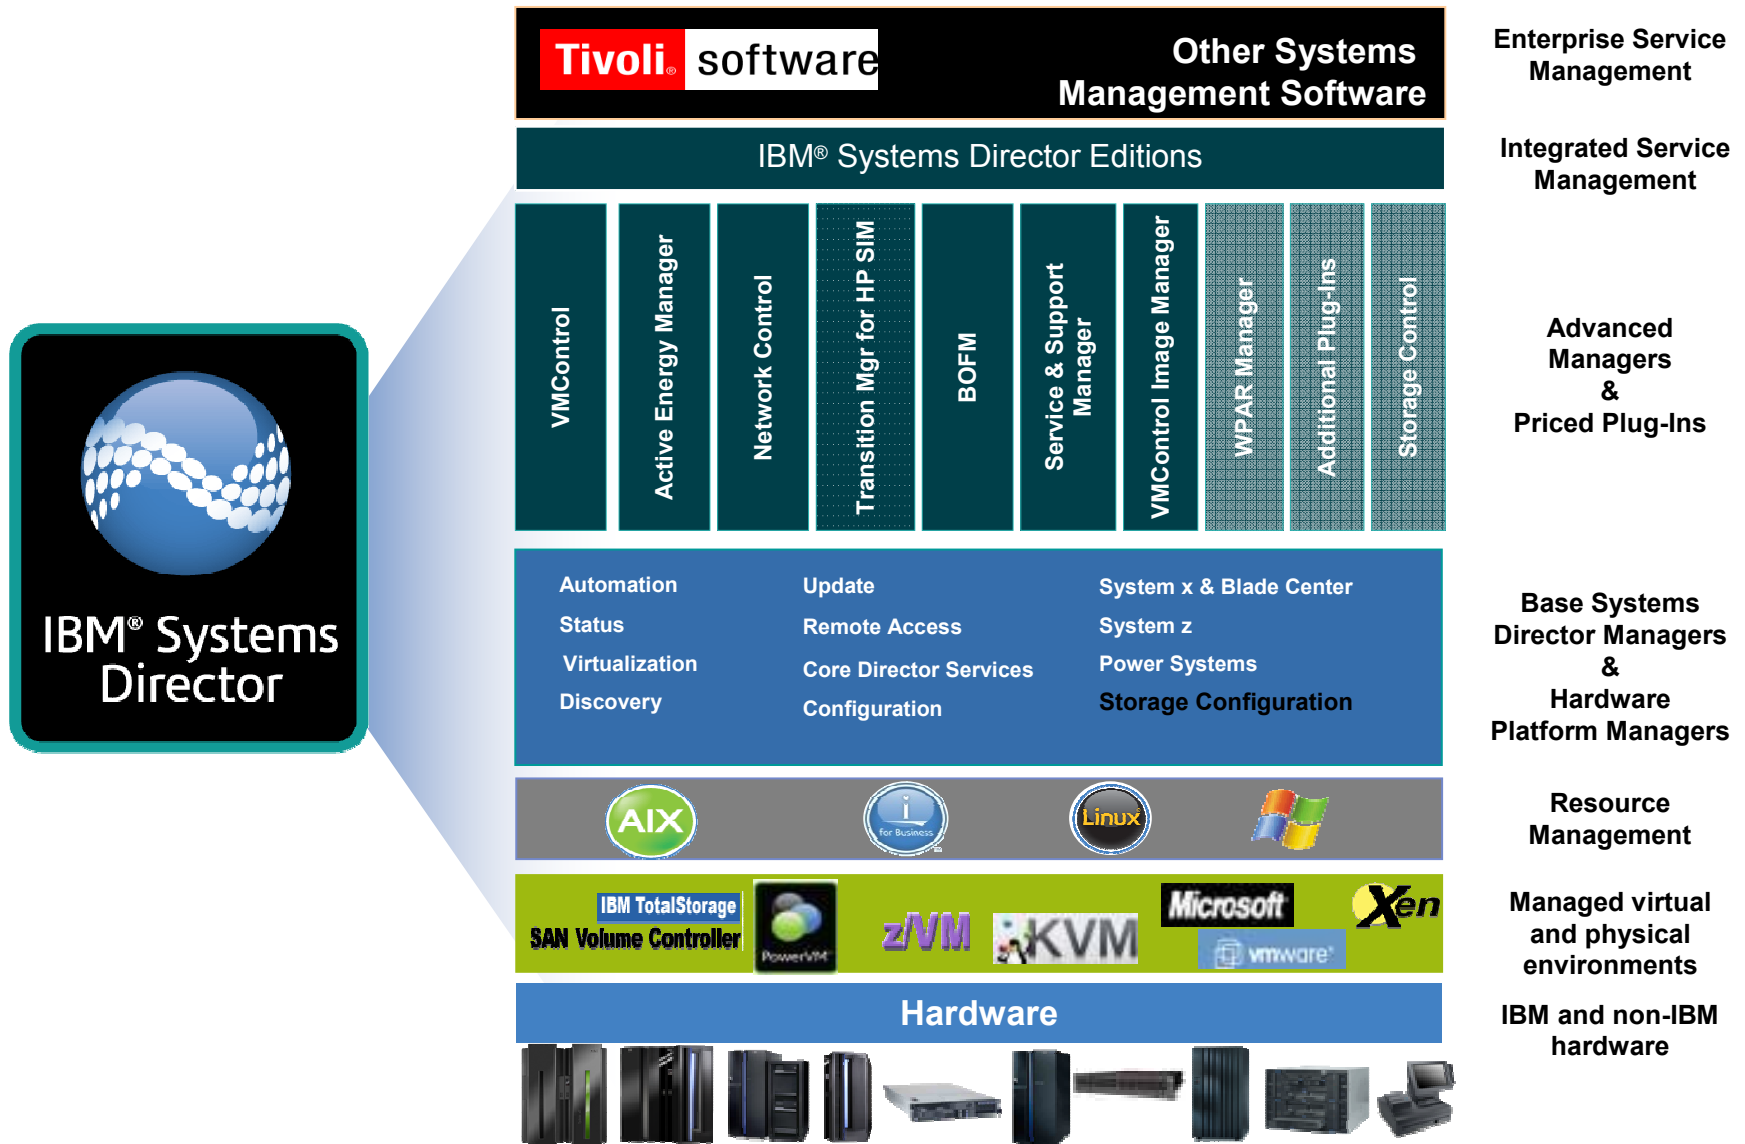 Tivoli® software
Other Systems
Management Software
Enterprise Service
Management
IBM® Systems Director Editions
Integrated Service
Management
VMControl
Active Energy Manager
Network Control
Transition Mgr for HP SIM
BOFM
Service & Support
Manager
VMControl Image Manager
WPAR Manager
Additional Plug-Ins
Storage Control
Advanced
Managers
&
Priced Plug-Ins
IBM® Systems
Director
Automation
Status
Virtualization
Discovery
Update
Remote Access
Core Director Services
Configuration
System x & Blade Center
System z
Power Systems
Storage Configuration
Base Systems
Director Managers
&
Hardware
Platform Managers
AIX
i
for Business
Linux
Resource
Management
IBM TotalStorage
SAN Volume Controller
PowerVM
z/VM
KVM
Microsoft
vmware®
Xen
Managed virtual
and physical
environments
Hardware
IBM and non-IBM
hardware